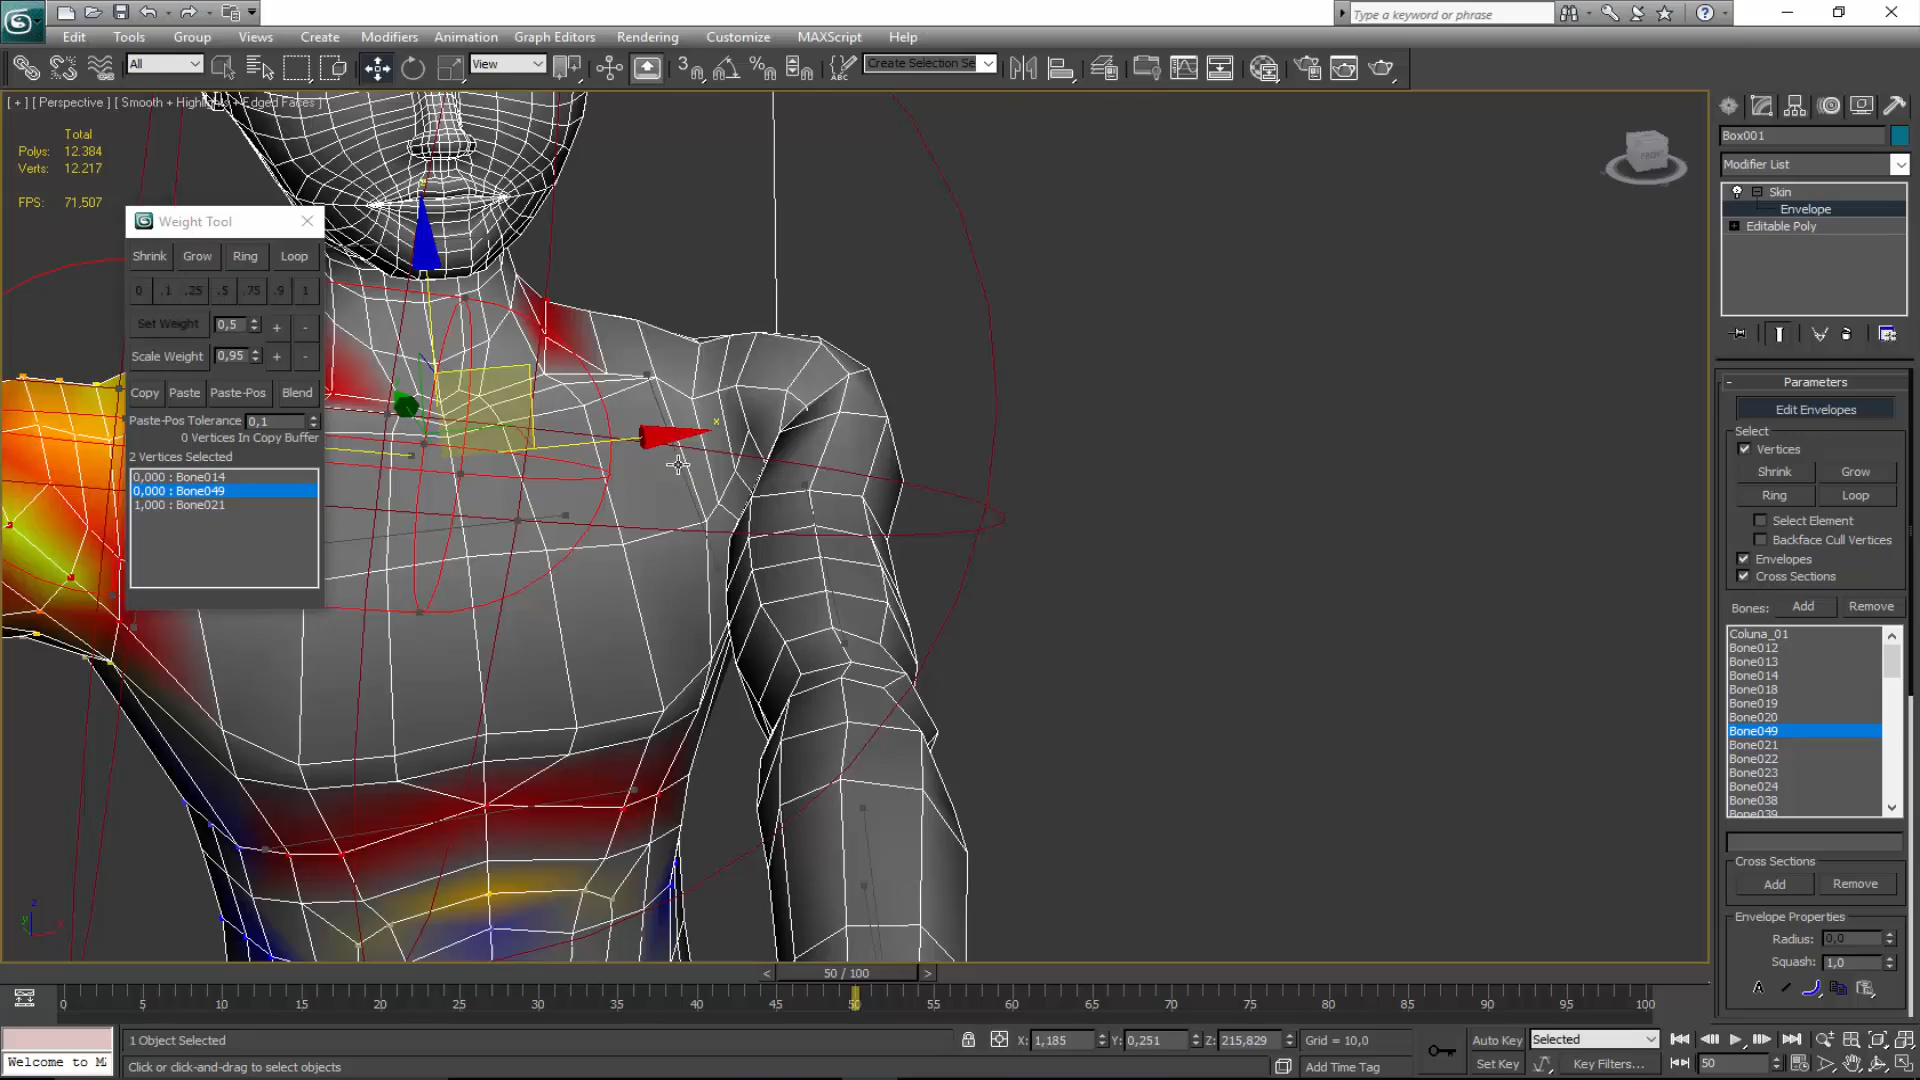 Type a keyword or phrase
Edit Tools Group Views Create Modifiers Animation Graph Editors Rendering Customize MAXScript Help
All View 3 Create Selection Se
[ + ] [ Perspective ] [ Smooth + Highlights + Edged Faces ]
Total
Polys: 12.384
Verts: 12.217
FPS: 71,507
Weight Tool
Shrink Grow Ring Loop
0 .1 .25 .5 .75 .9 1
Set Weight 0,5 + -
Scale Weight 0,95 + -
Copy Paste Paste-Pos Blend
Paste-Pos Tolerance 0,1
0 Vertices In Copy Buffer
2 Vertices Selected
0,000 : Bone014
0,000 : Bone049
1,000 : Bone021
x
FRONT
z
y
x
Box001
Modifier List
Skin
Envelope
Editable Poly
Parameters
Edit Envelopes
Select
Vertices
Shrink Grow
Ring Loop
Select Element
Backface Cull Vertices
Envelopes
Cross Sections
Bones: Add Remove
Coluna_01
Bone012
Bone013
Bone014
Bone018
Bone019
Bone020
Bone049
Bone021
Bone022
Bone023
Bone024
Bone038
Bone039
Cross Sections
Add Remove
Envelope Properties
Radius: 0,0
Squash: 1,0
< 50 / 100 >
0 5 10 15 20 25 30 35 40 45 50 55 60 65 70 75 80 85 90 95 100
1 Object Selected X: 1,185 Y: 0,251 Z: 215,829 Grid = 10,0 Auto Key Selected
Welcome to M Click or click-and-drag to select objects Add Time Tag Set Key Key Filters... 50